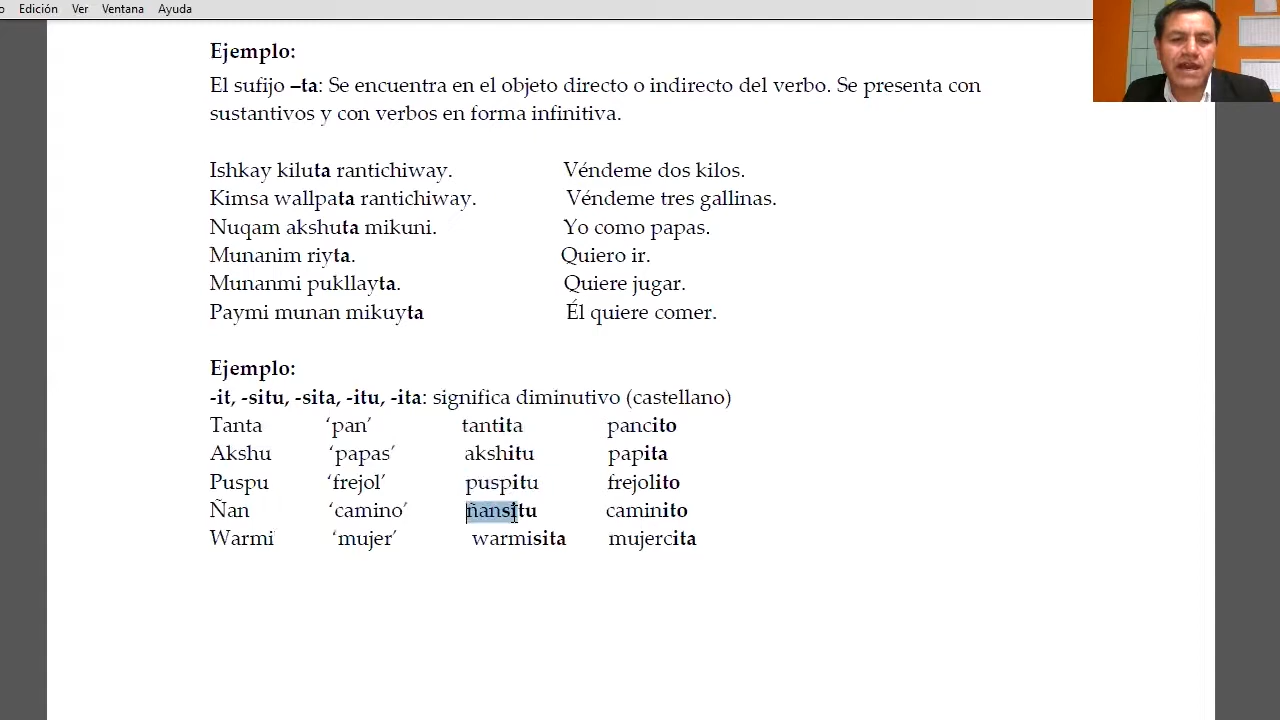 o Edición Ver Ventana Ayuda
Ejemplo:
El sufijo –ta: Se encuentra en el objeto directo o indirecto del verbo. Se presenta con
sustantivos y con verbos en forma infinitiva.
Ishkay kiluta rantichiway. Véndeme dos kilos.
Kimsa wallpata rantichiway. Véndeme tres gallinas.
Nuqam akshuta mikuni. Yo como papas.
Munanim riyta. Quiero ir.
Munanmi pukllayta. Quiere jugar.
Paymi munan mikuyta Él quiere comer.
Ejemplo:
-it, -situ, -sita, -itu, -ita: significa diminutivo (castellano)
Tanta ‘pan’ tantita pancito
Akshu ‘papas’ akshitu papita
Puspu ‘frejol’ puspitu frejolito
Ñan ‘camino’ ñansitu caminito
Warmi ‘mujer’ warmisita mujercita